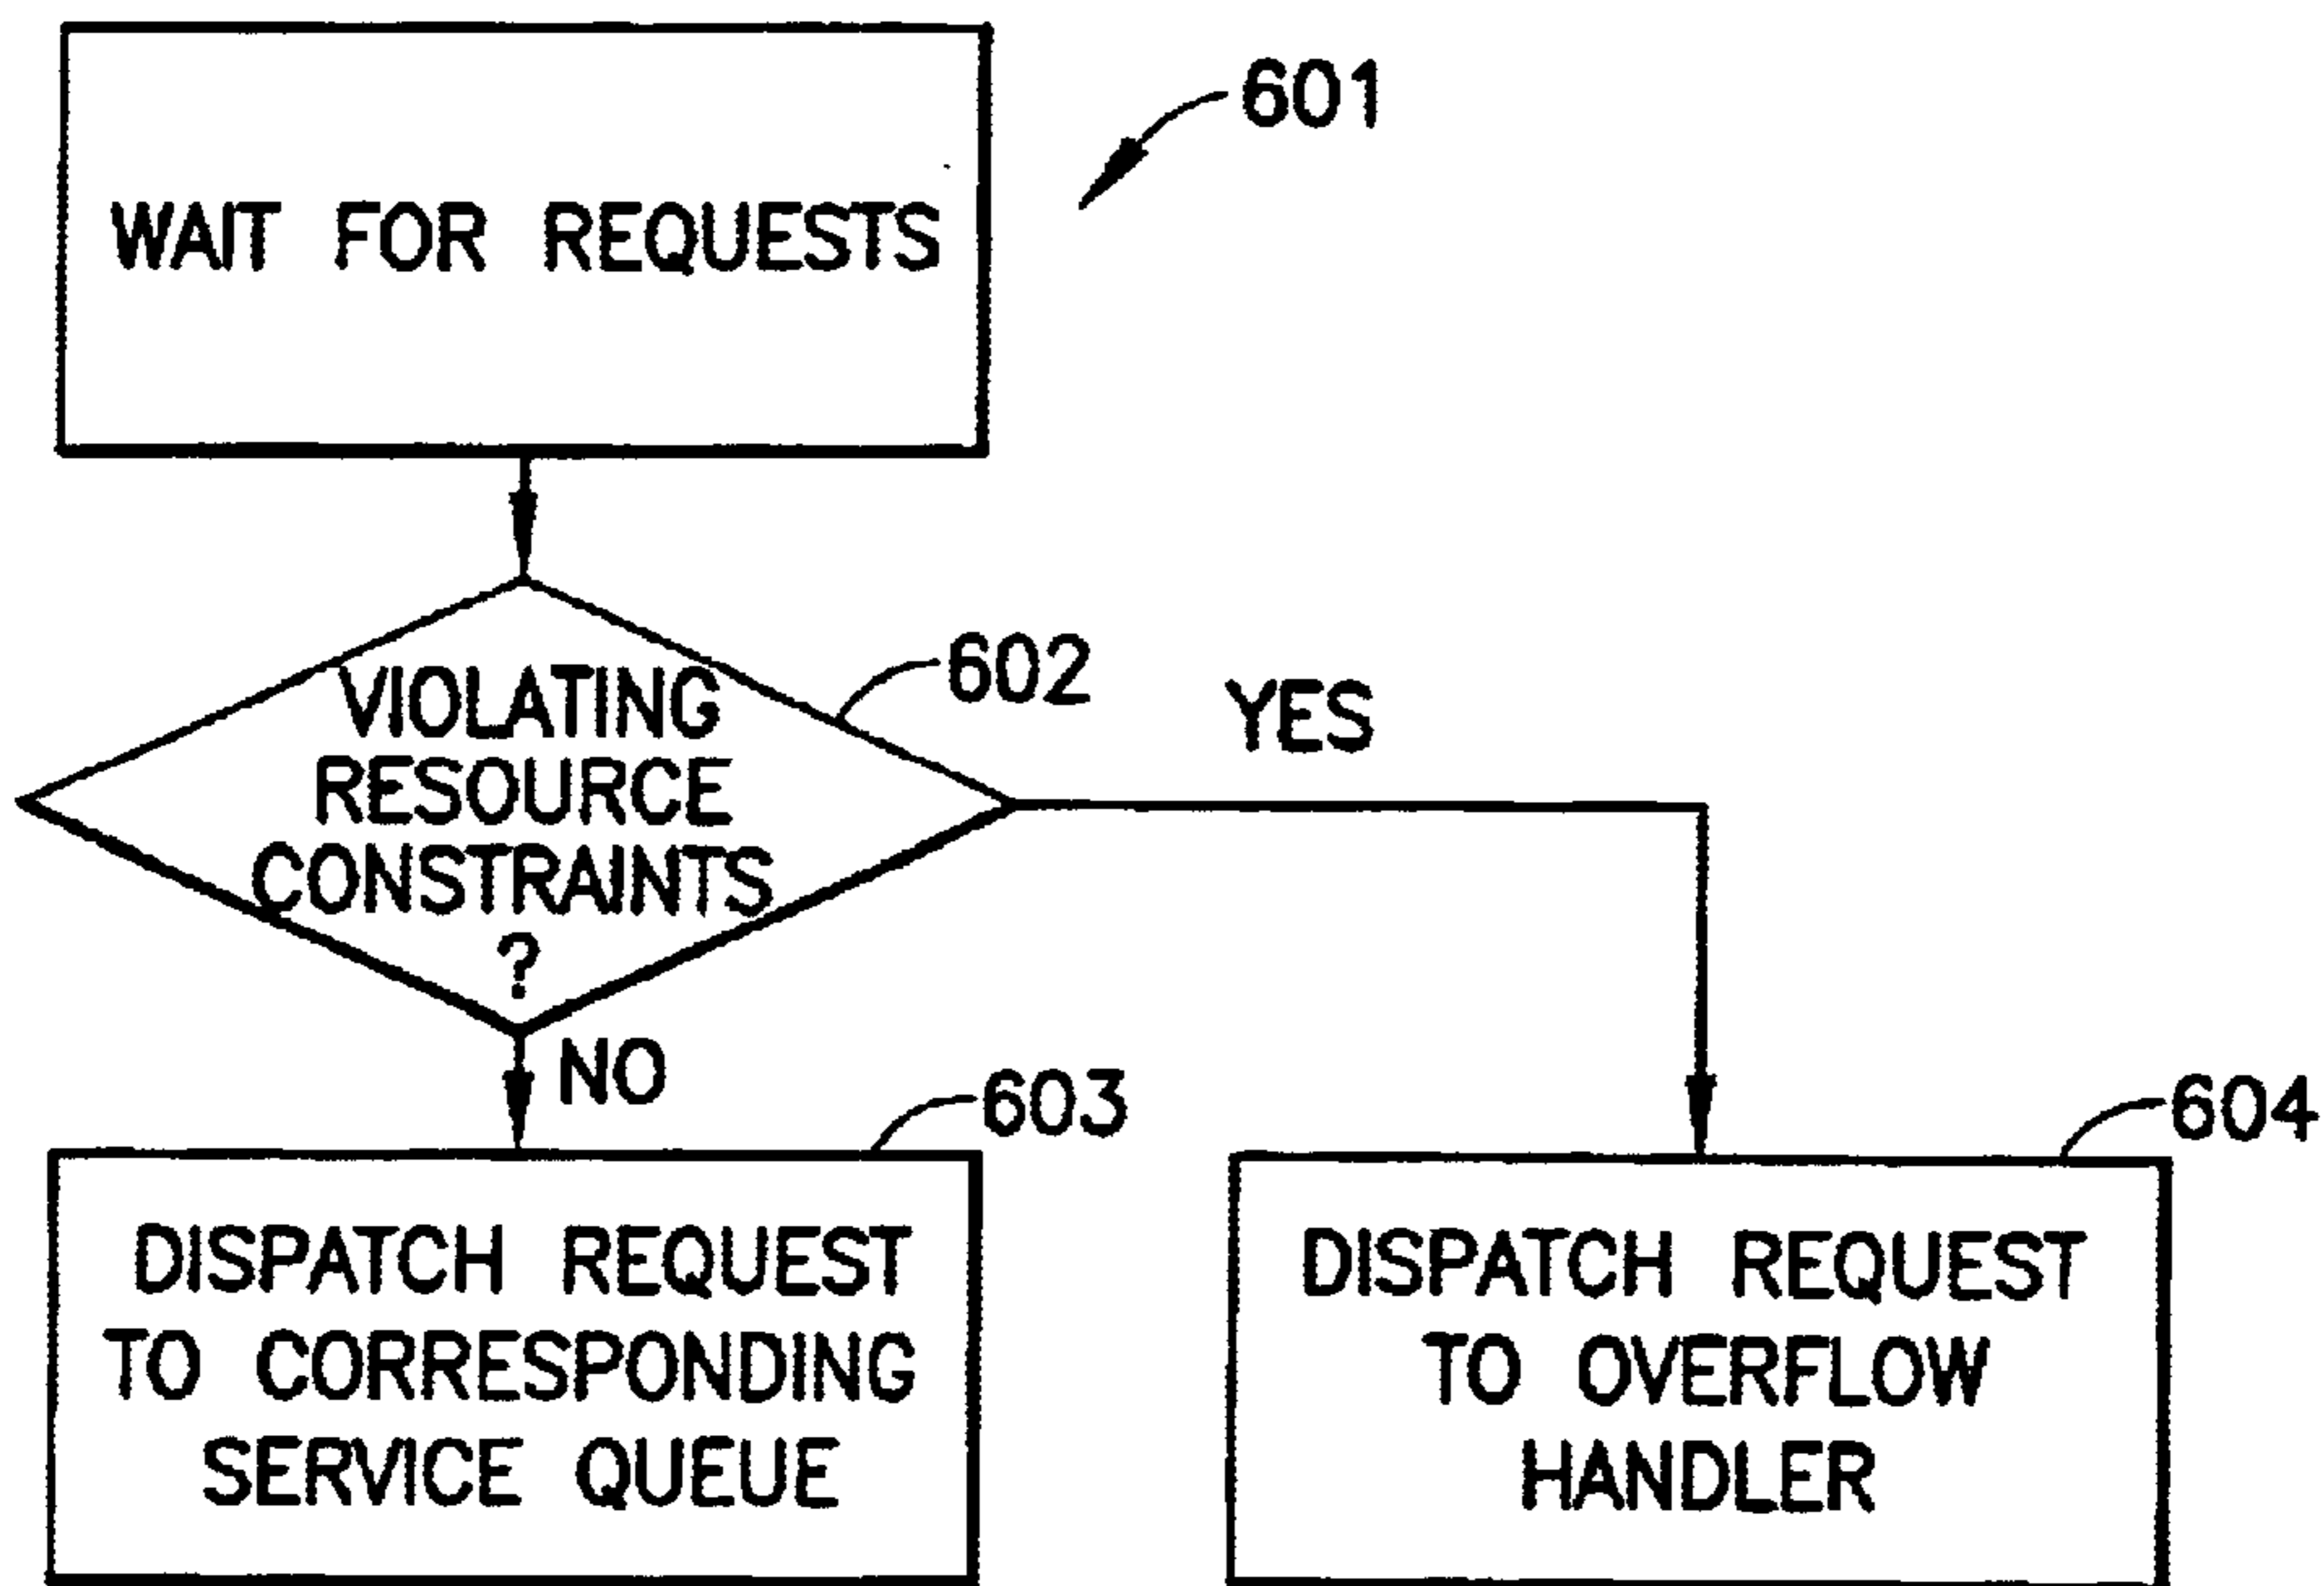 WAIT FOR REQUESTS
601
VIOLATING
RESOURCE
CONSTRAINTS
?
602
YES
NO
603
DISPATCH REQUEST
TO CORRESPONDING
SERVICE QUEUE
604
DISPATCH REQUEST
TO OVERFLOW
HANDLER